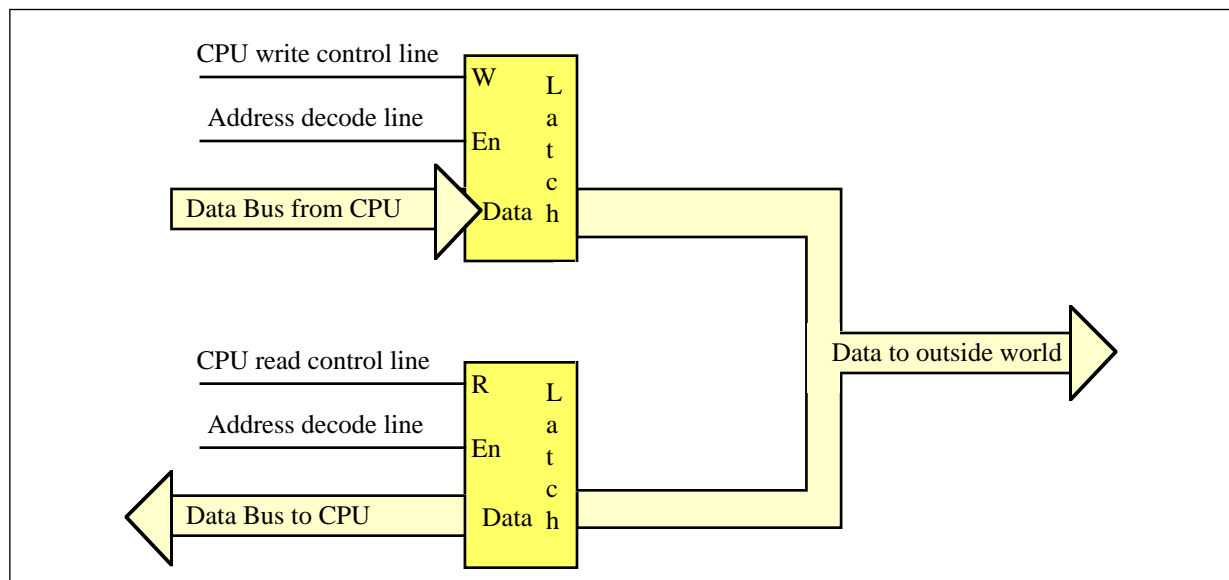 CPU write control line
W
Address decode line
En
Data Bus from CPU
Data
L
a
t
c
h
Data to outside world
CPU read control line
R
Address decode line
En
Data Bus to CPU
Data
L
a
t
c
h